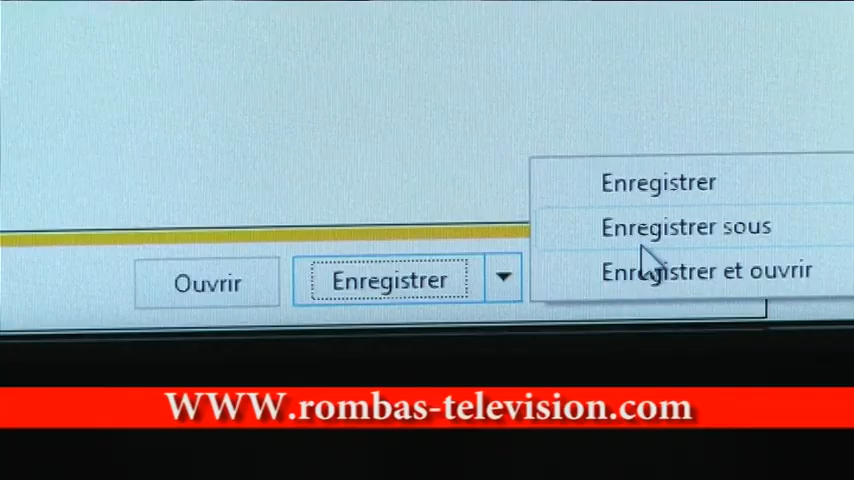 Enregistrer
Enregistrer sous
Enregistrer et ouvrir
Ouvrir
Enregistrer
WWW.rombas-television.com